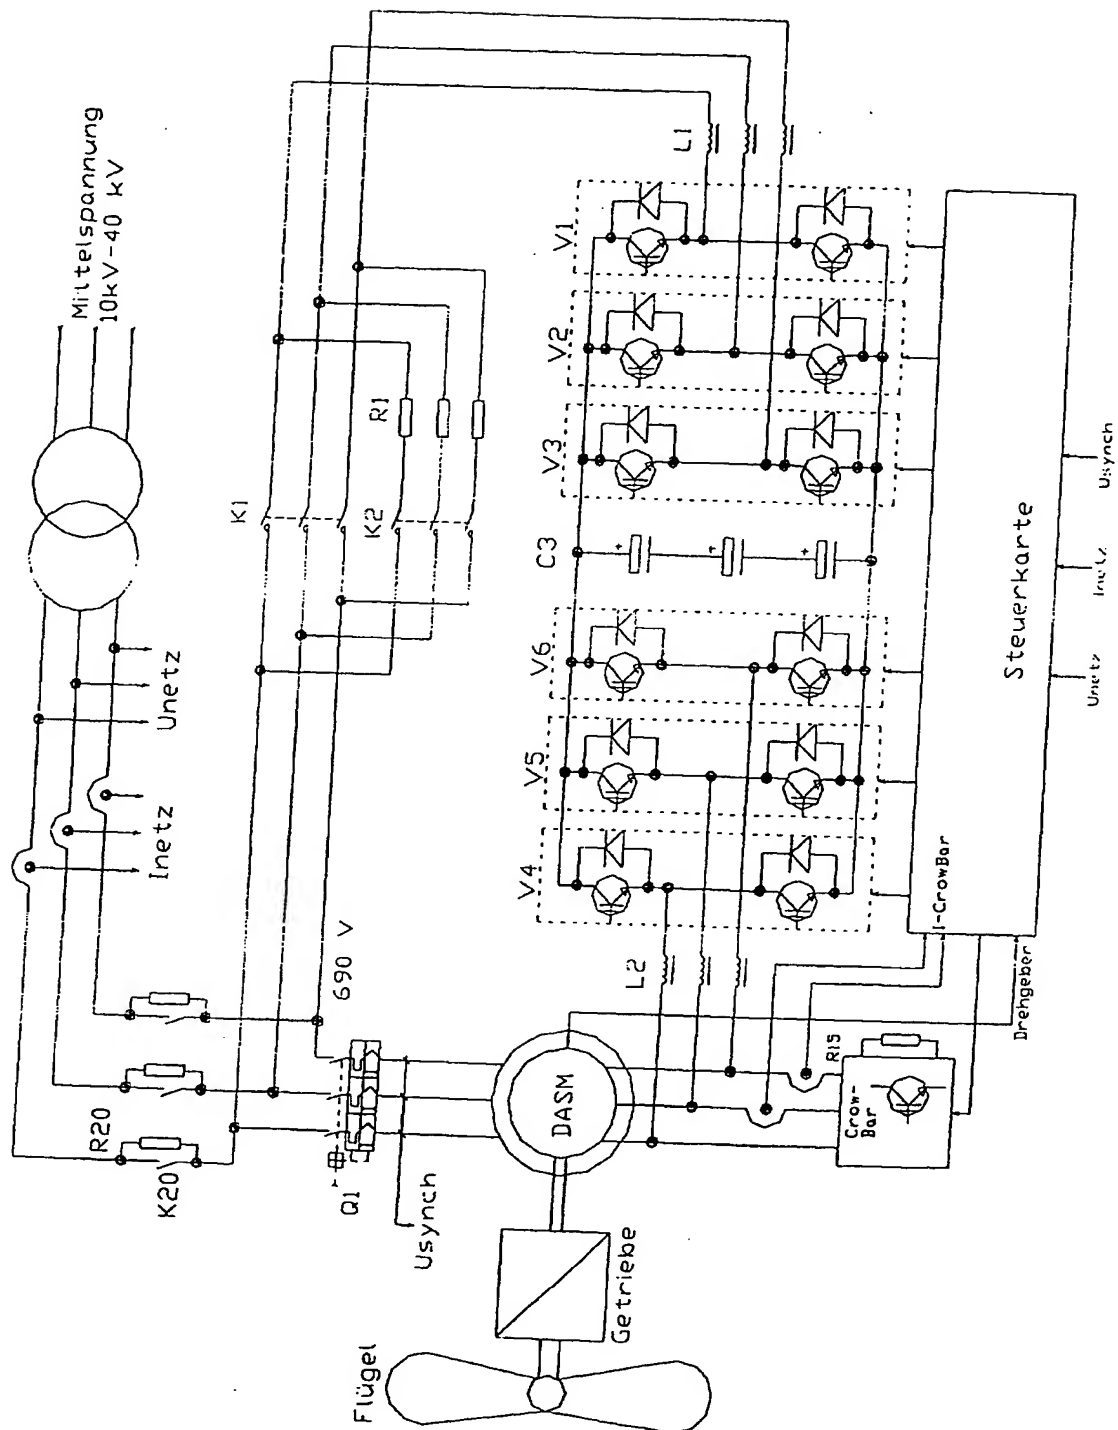 Mittelspannung
10kV-40 kV
K1
K2
R1
L1
Unetz
Inetz
690 V
R20
K20
Q1
Usynch
V1
V2
V3
C3
V6
V5
V4
L2
DASM
Getriebe
Flügel
R15
Crow-
Bar
Drehgeber
I-CrowBar
Steuerkarte
Unetz
Inetz
Usynch